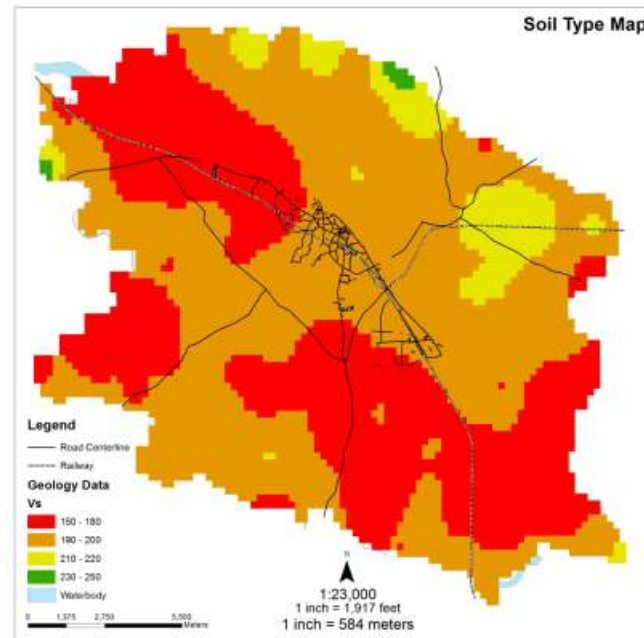 Soil Type Map
Legend
Road Centerline
Railway
Geology Data
Vs
150 - 180
190 - 200
210 - 220
230 - 250
Waterbody
0 1,375 2,750 5,500
Meters
N
1:23,000
1 inch = 1,917 feet
1 inch = 584 meters